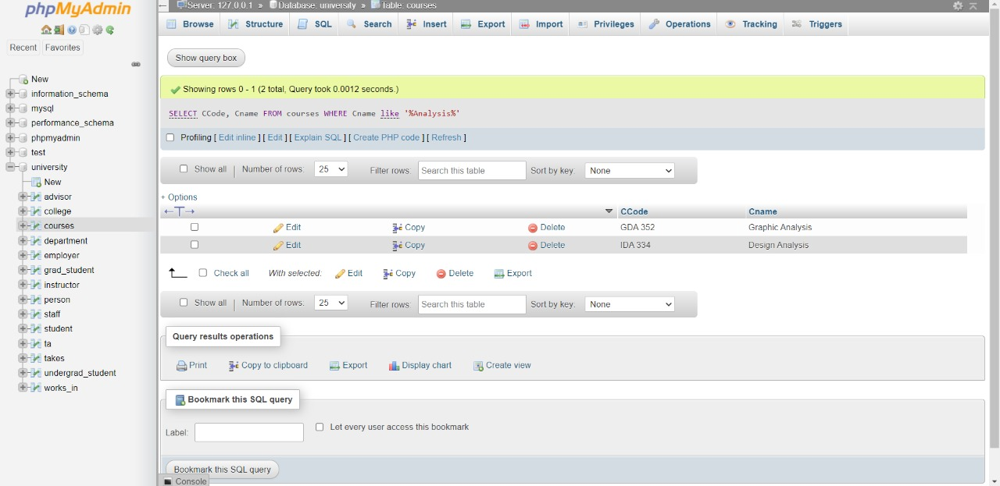 phpMyAdmin
Recent Favorites
New
information_schema
mysql
performance_schema
phpmyadmin
test
university
New
advisor
college
courses
department
employer
grad_student
instructor
person
staff
student
ta
takes
undergrad_student
works_in
Server: 127.0.0.1 » Database: university » Table: courses
Browse Structure SQL Search Insert Export Import Privileges Operations Tracking Triggers
Show query box
Showing rows 0 - 1 (2 total, Query took 0.0012 seconds.)
SELECT CCode, Cname FROM courses WHERE Cname like '%Analysis%'
Profiling [ Edit inline ] [ Edit ] [ Explain SQL ] [ Create PHP code ] [ Refresh ]
Show all | Number of rows: 25 Filter rows: Search this table Sort by key: None
+ Options
←T→ CCode Cname
Edit Copy Delete GDA 352 Graphic Analysis
Edit Copy Delete IDA 334 Design Analysis
Check all With selected: Edit Copy Delete Export
Show all | Number of rows: 25 Filter rows: Search this table Sort by key: None
Query results operations
Print Copy to clipboard Export Display chart Create view
Bookmark this SQL query
Label: Let every user access this bookmark
Bookmark this SQL query
Console